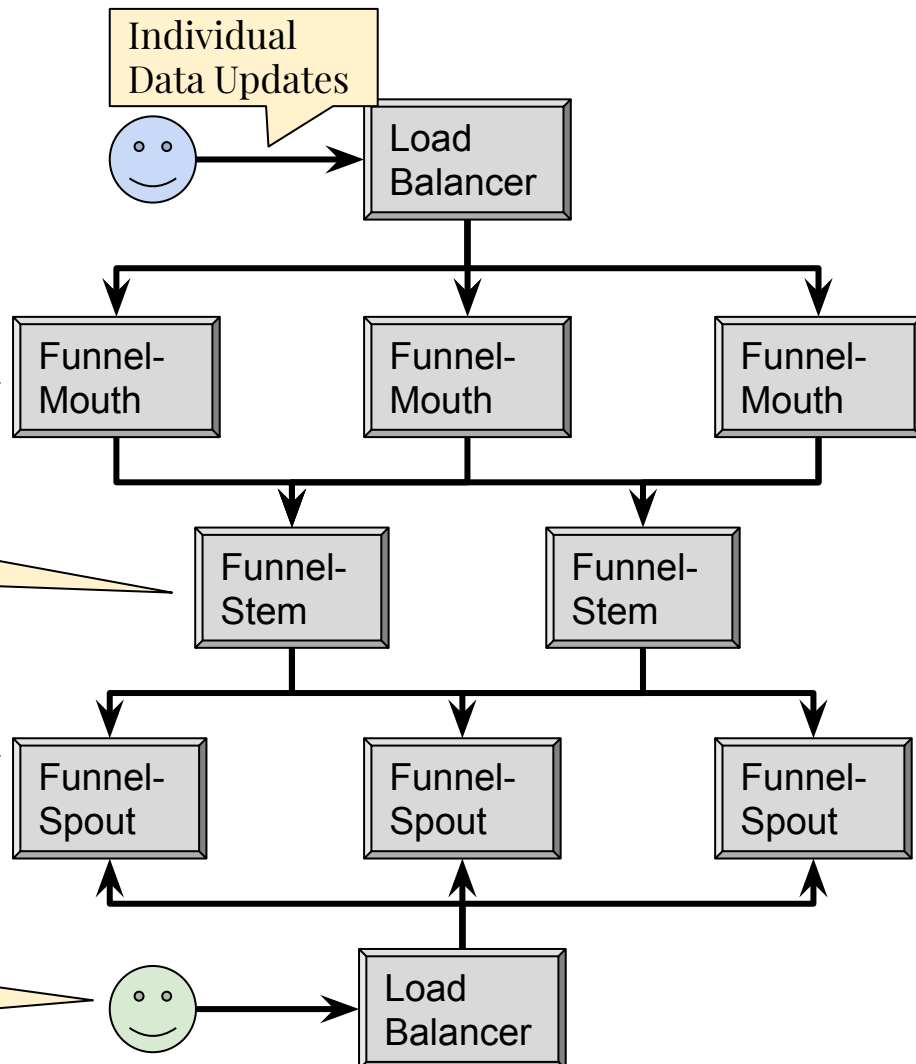 Individual
Data Updates
Load
Balancer
Funnel-
Mouth
Funnel-
Mouth
Funnel-
Mouth
Funnel-
Stem
Funnel-
Stem
Funnel-
Spout
Funnel-
Spout
Funnel-
Spout
Load
Balancer